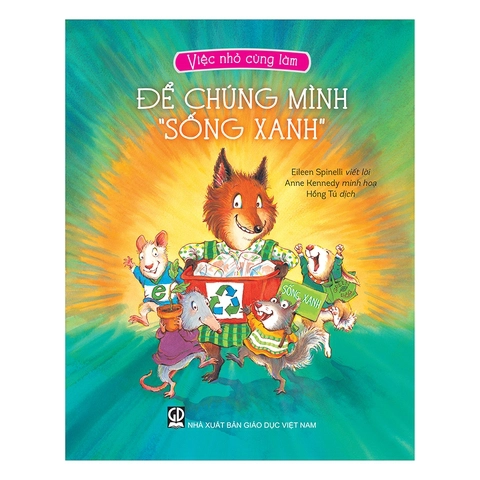 Việc nhỏ cùng làm
ĐỂ CHÚNG MÌNH
"SỐNG XANH"
Eileen Spinelli viết lời
Anne Kennedy minh hoạ
Hồng Tú dịch
SỐNG XANH
e
GD
NHÀ XUẤT BẢN GIÁO DỤC VIỆT NAM